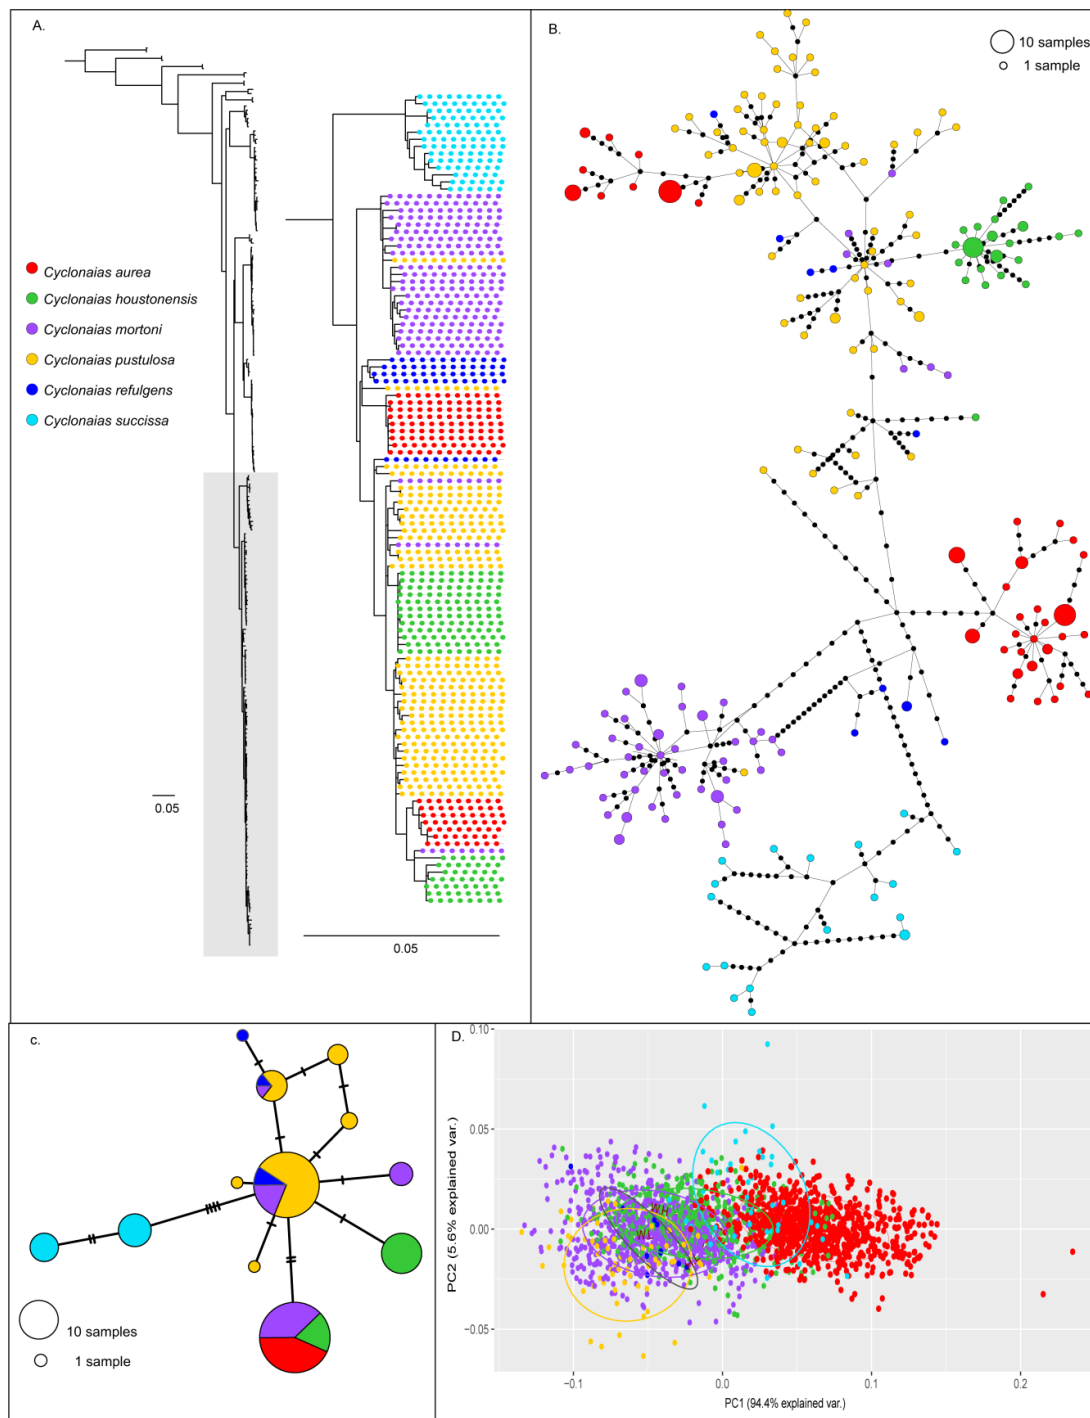 A.
Cyclonaias aurea
Cyclonaias houstonensis
Cyclonaias mortoni
Cyclonaias pustulosa
Cyclonaias refulgens
Cyclonaias succissa
0.05
0.05
B.
10 samples
1 sample
c.
10 samples
1 sample
D.
0.10
0.05
0.00
−0.05
PC2 (5.6% explained var.)
−0.1
0.0
0.1
0.2
PC1 (94.4% explained var.)